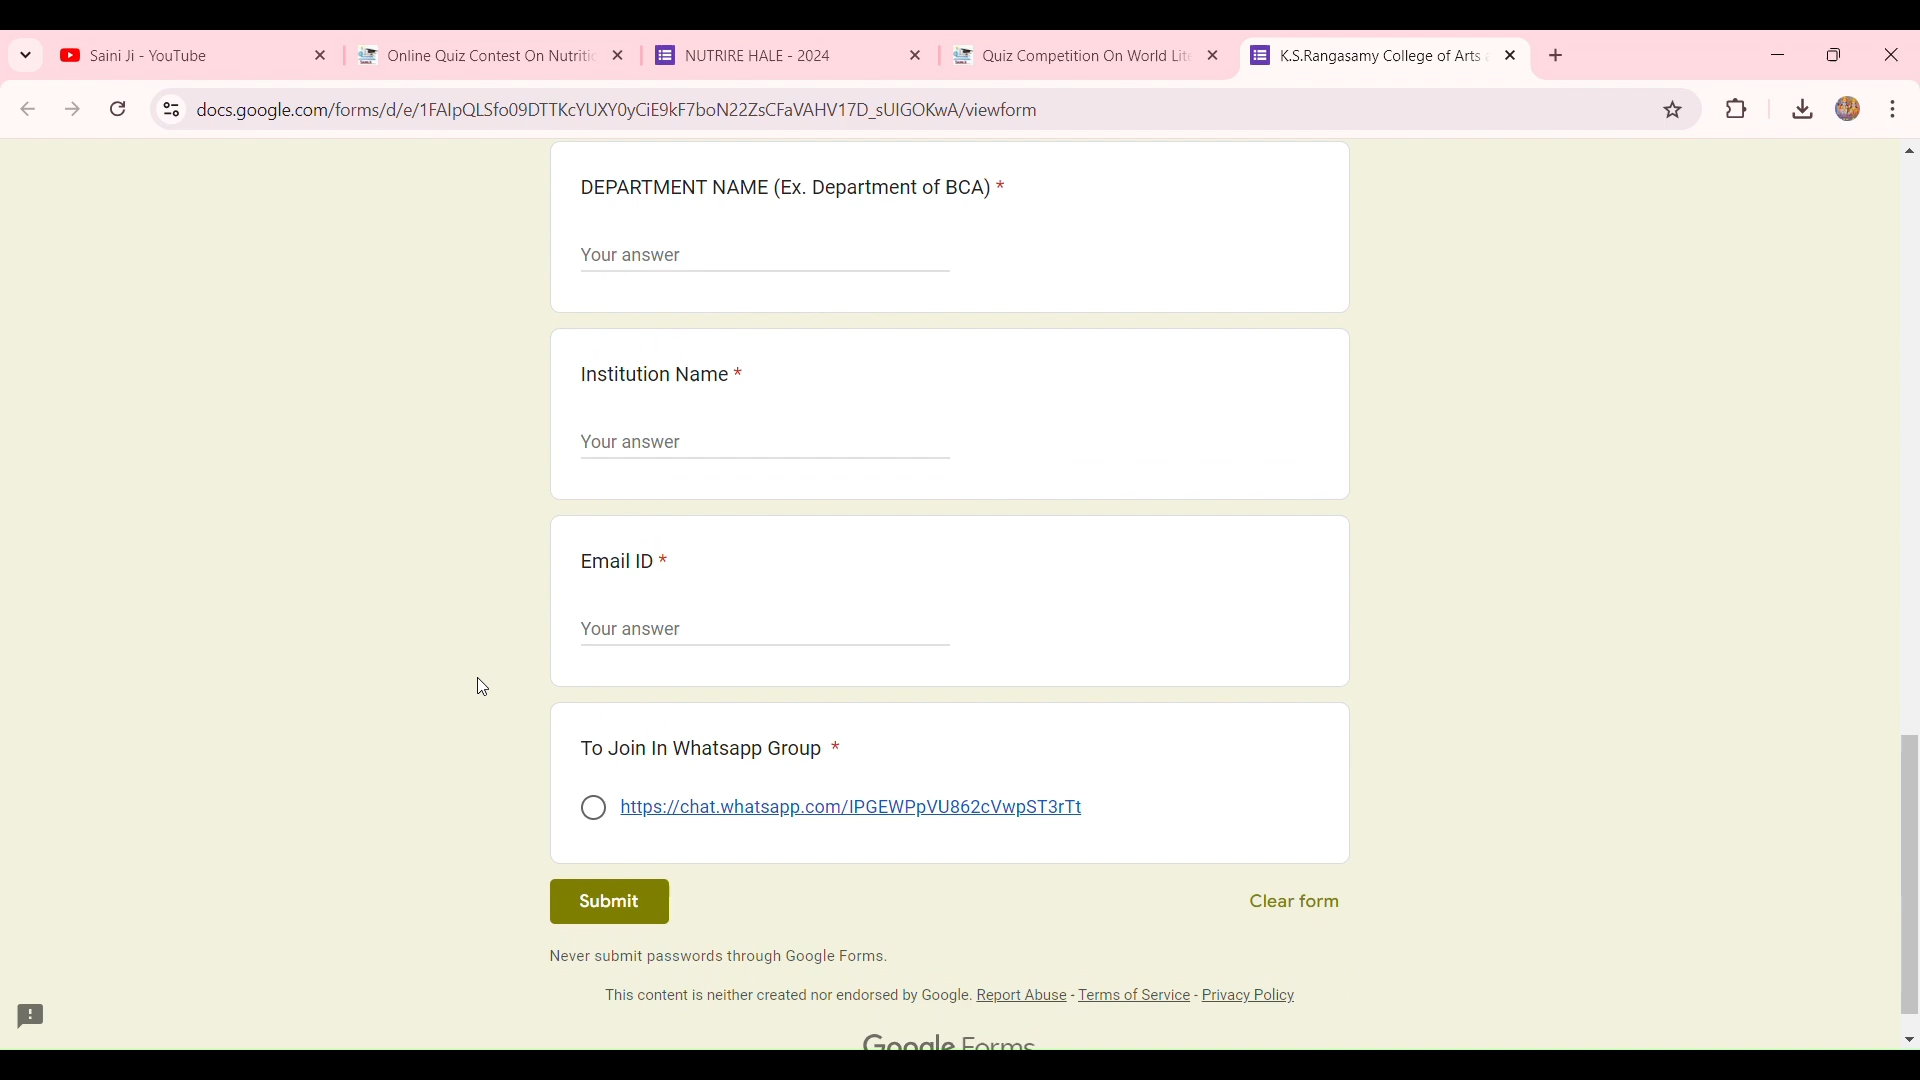 Saini Ji - YouTube
Online Quiz Contest On Nutriti
NUTRIRE HALE - 2024
Quiz Competition On World Lit
K.S.Rangasamy College of Arts
docs.google.com/forms/d/e/1FAIpQLSfo09DTTKcYUXY0yCiE9kF7boN22ZsCFaVAHV17D_sUIGOKwA/viewform
DEPARTMENT NAME (Ex. Department of BCA) *
Your answer
Institution Name *
Your answer
Email ID *
Your answer
To Join In Whatsapp Group *
https://chat.whatsapp.com/IPGEWPpVU862cVwpST3rTt
Submit
Clear form
Never submit passwords through Google Forms.
This content is neither created nor endorsed by Google. Report Abuse - Terms of Service - Privacy Policy
Google Forms